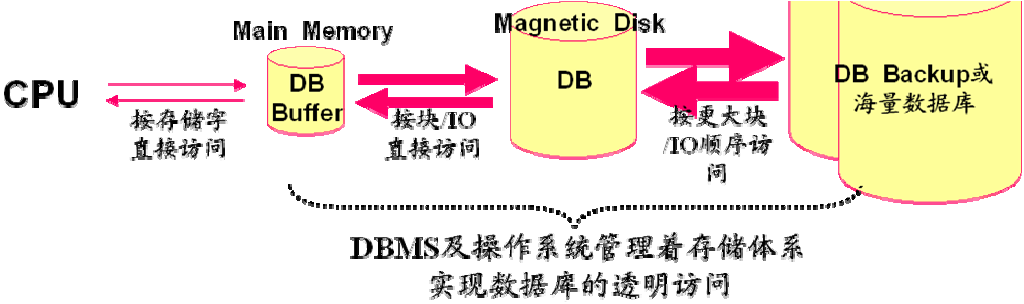 CPU
按存储字
直接访问
Main Memory
DB
Buffer
按块/IO
直接访问
Magnetic Disk
DB
按更大块
/IO顺序访
问
DB Backup或
海量数据库
DBMS及操作系统管理着存储体系
实现数据库的透明访问